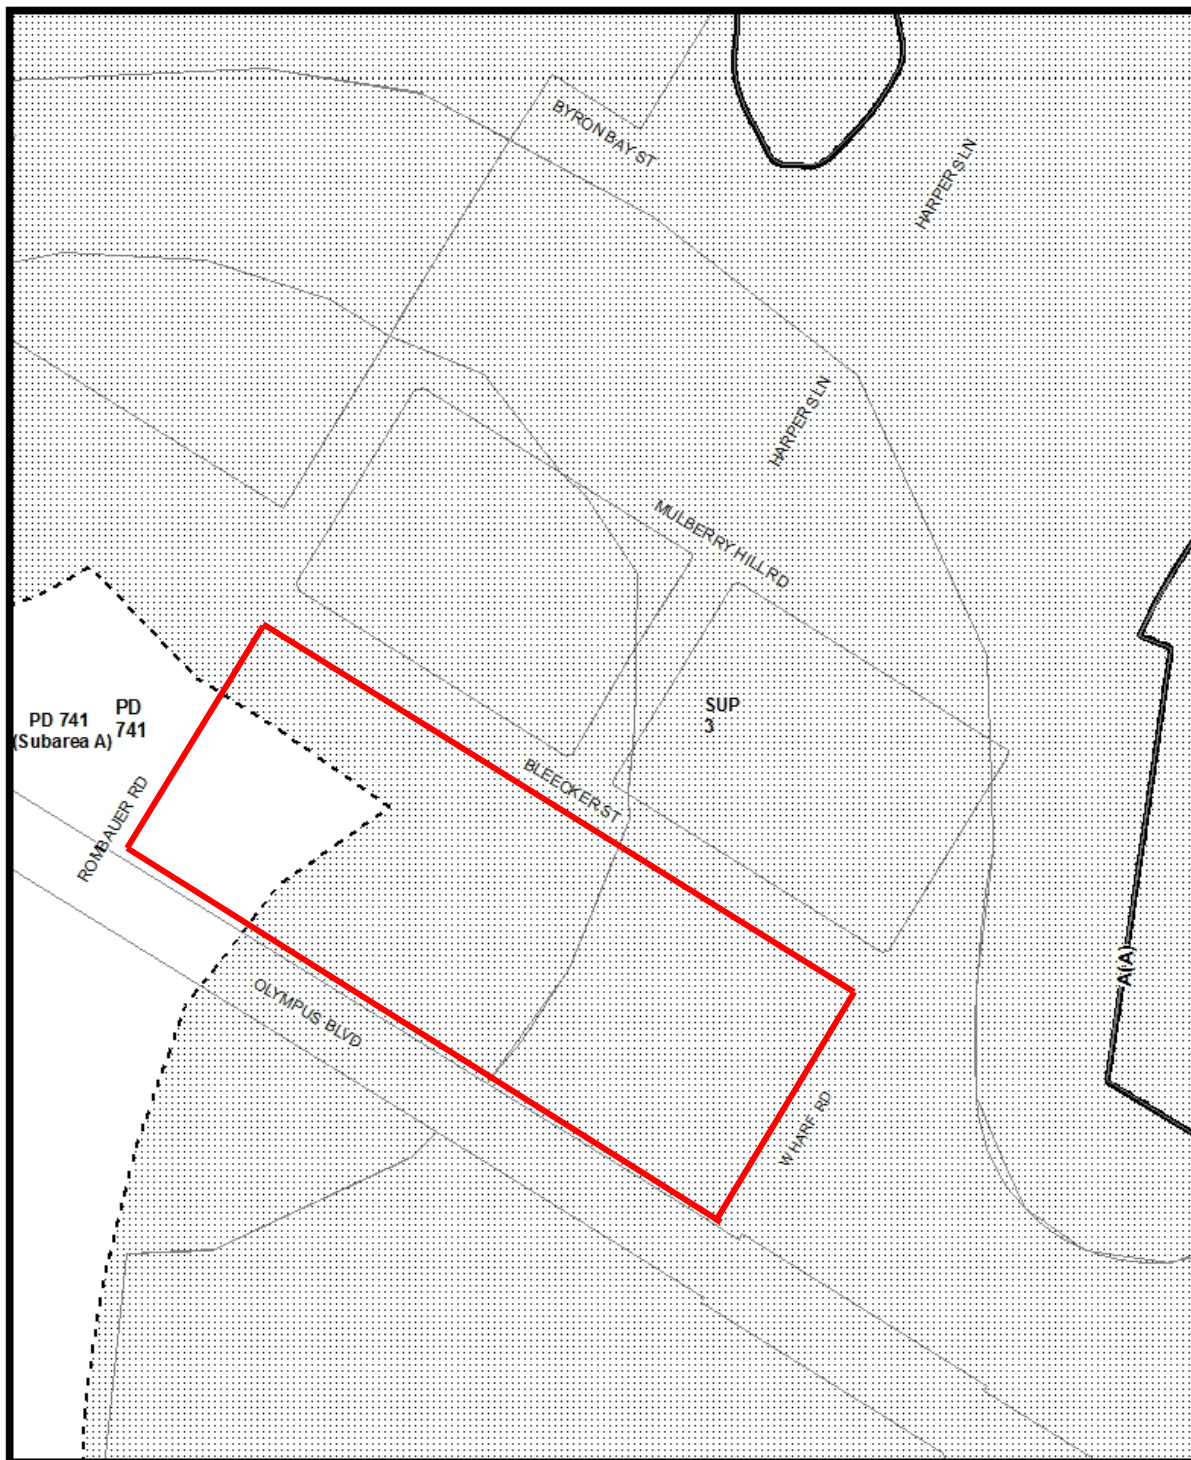 BYRON BAY ST
HARPERS LN
HARPERS LN
MULBERRY HILL RD
SUP
3
PD
741
PD 741
(Subarea A)
BLEECKER ST
ROMBAUER RD
A(A)
OLYMPUS BLVD
WHARF RD